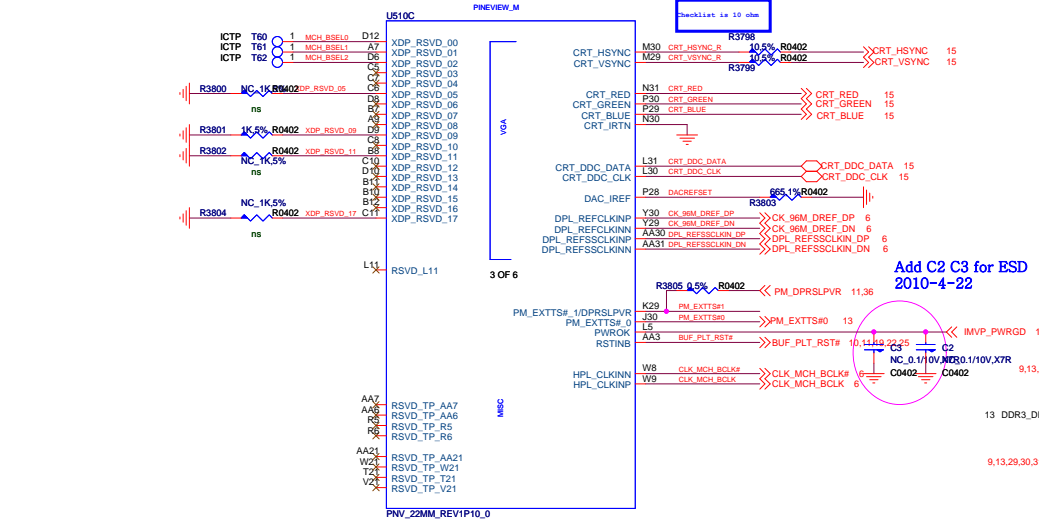 PINEVIEW_M
U510C
Checklist is 10 ohm
ICTP T60 1 MCH_BSEL0 D12 XDP_RSVD_00
ICTP T61 1 MCH_BSEL1 A7 XDP_RSVD_01
ICTP T62 1 MCH_BSEL2 D6 XDP_RSVD_02
C5 XDP_RSVD_03
C7 XDP_RSVD_04
R3800 R0402 XDP_RSVD_05 C6 XDP_RSVD_05
ns
D8 XDP_RSVD_06
B7 XDP_RSVD_07
A9 XDP_RSVD_08
R3801 1K,5% R0402 XDP_RSVD_09 D9 XDP_RSVD_09
C8 XDP_RSVD_10
R3802 R0402 XDP_RSVD_11 B8 XDP_RSVD_11
NC_1K,5%
ns
C10 XDP_RSVD_12
D10 XDP_RSVD_13
B11 XDP_RSVD_14
B10 XDP_RSVD_15
B12 XDP_RSVD_16
NC_1K,5%
R3804 R0402 XDP_RSVD_17 C11 XDP_RSVD_17
ns
L11 RSVD_L11
AA7 RSVD_TP_AA7
AA6 RSVD_TP_AA6
R5 RSVD_TP_R5
R6 RSVD_TP_R6
AA21 RSVD_TP_AA21
W21 RSVD_TP_W21
T21 RSVD_TP_T21
V21 RSVD_TP_V21
VGA
3 OF 6
MISC
R3798
CRT_HSYNC M30 CRT_HSYNC_R 10,5% R0402 CRT_HSYNC 15
CRT_VSYNC M29 CRT_VSYNC_R 10,5% R0402 CRT_VSYNC 15
R3799
CRT_RED N31 CRT_RED CRT_RED 15
CRT_GREEN P30 CRT_GREEN CRT_GREEN 15
CRT_BLUE P29 CRT_BLUE CRT_BLUE 15
CRT_IRTN N30
CRT_DDC_DATA L31 CRT_DDC_DATA CRT_DDC_DATA 15
CRT_DDC_CLK L30 CRT_DDC_CLK CRT_DDC_CLK 15
DAC_IREF P28 DACREFSET 665,1% R0402
R3803
DPL_REFCLKINP Y30 CK_96M_DREF_DP CK_96M_DREF_DP 6
DPL_REFCLKINN Y29 CK_96M_DREF_DN CK_96M_DREF_DN 6
DPL_REFSSCLKINP AA30 DPL_REFSSCLKIN_DP DPL_REFSSCLKIN_DP 6
DPL_REFSSCLKINN AA31 DPL_REFSSCLKIN_DN DPL_REFSSCLKIN_DN 6
Add C2 C3 for ESD
2010-4-22
R3805 0,5% R0402 PM_DPRSLPVR 11,36
PM_EXTTS#_1/DPRSLPVR K29 PM_EXTTS#1
PM_EXTTS#_0 J30 PM_EXTTS#0 PM_EXTTS#0 13
PWROK L5 IMVP_PWRGD 1
RSTINB AA3 BUF_PLT_RST# BUF_PLT_RST# 10,11,19,22,25
C3 C2
NC_0.1/10V,X7R
C0402 C0402
HPL_CLKINN W8 CLK_MCH_BCLK# CLK_MCH_BCLK# 6
HPL_CLKINP W9 CLK_MCH_BCLK CLK_MCH_BCLK 6
9,13,
13 DDR3_D
9,13,29,30,3
PNV_22MM_REV1P10_0